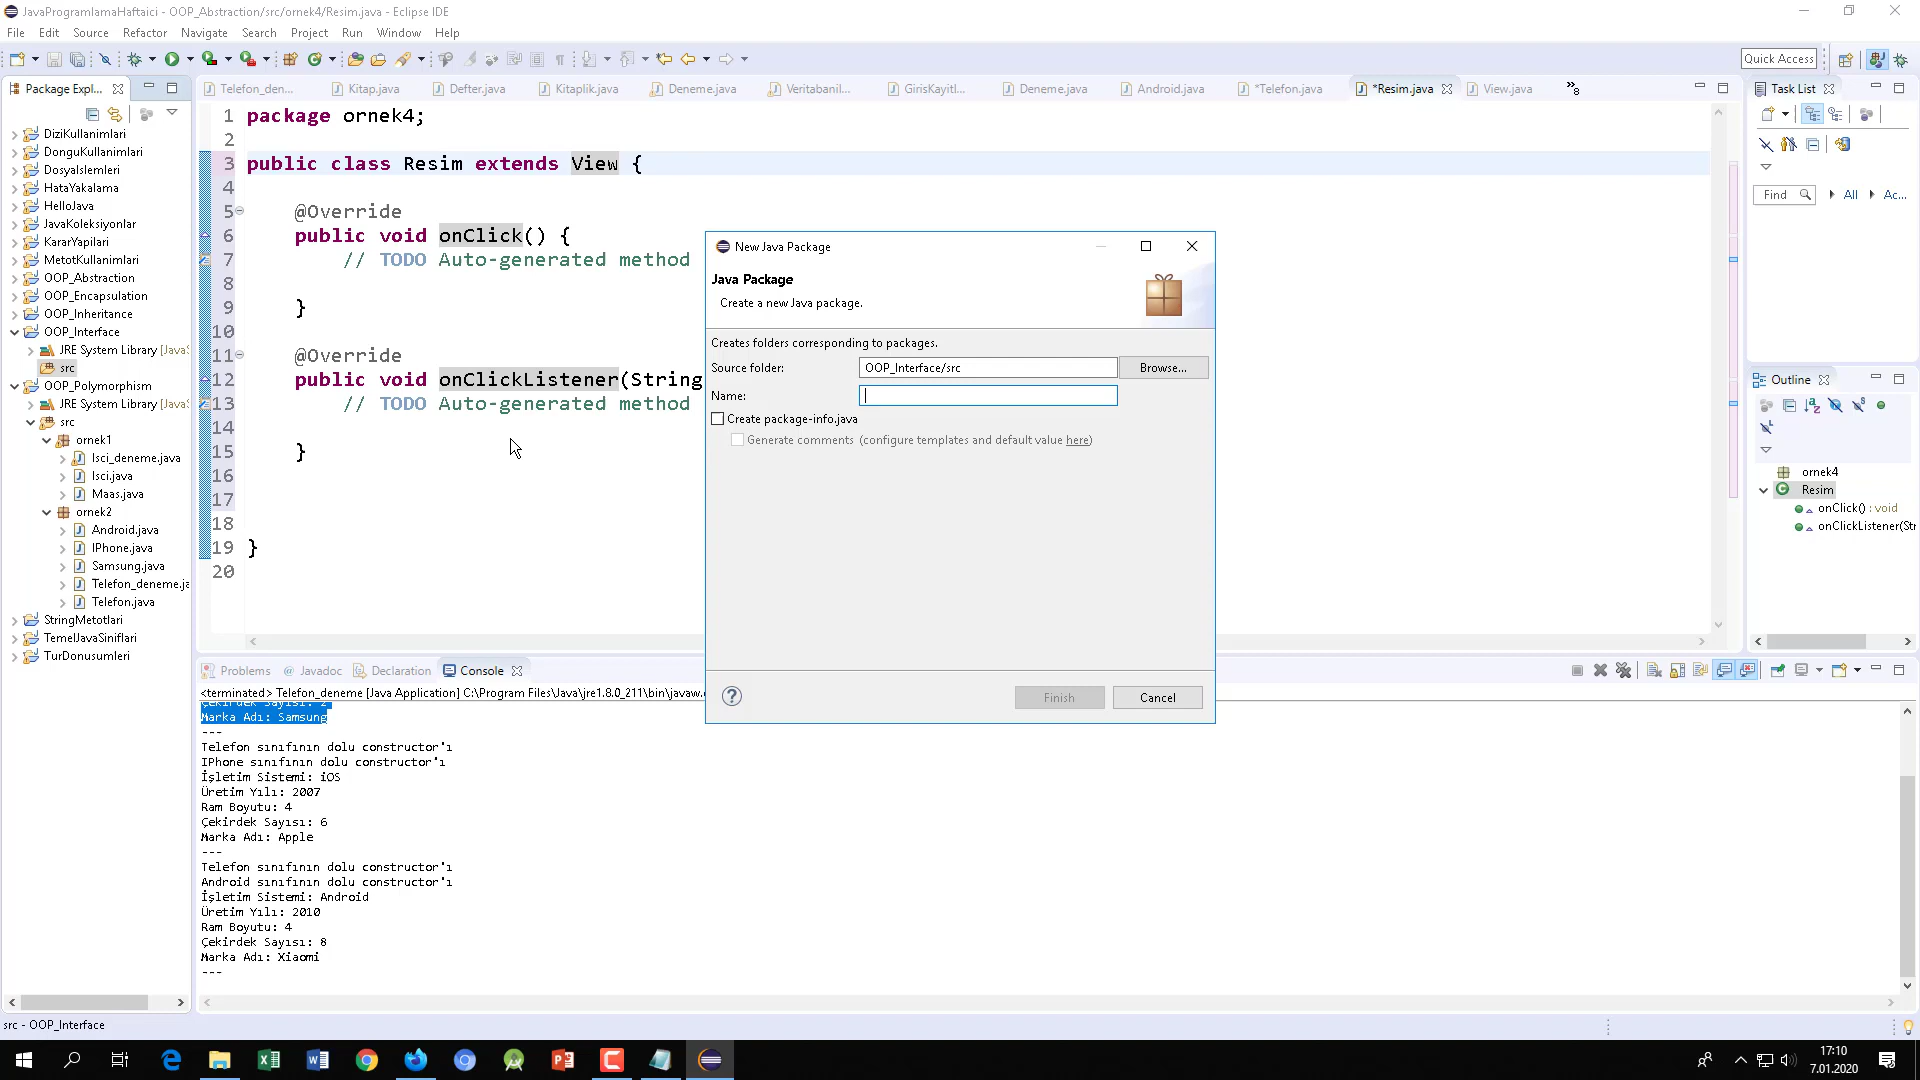 JavaProgramlamaHaftaici - OOP_Abstraction/src/ornek4/Resim.java - Eclipse IDE
File Edit Source Refactor Navigate Search Project Run Window Help
Quick Access
Package Expl...
Telefon_den... Kitap.java Defter.java Kitaplik.java Deneme.java Veritabanil... GirisKayitl... Deneme.java Android.java *Telefon.java *Resim.java View.java »8
DiziKullanimlari
DonguKullanimlari
DosyaIslemleri
HataYakalama
HelloJava
JavaKoleksiyonlar
KararYapilari
MetotKullanimlari
OOP_Abstraction
OOP_Encapsulation
OOP_Inheritance
OOP_Interface
JRE System Library [JavaS
src
OOP_Polymorphism
JRE System Library [JavaS
src
ornek1
Isci_deneme.java
Isci.java
Maas.java
ornek2
Android.java
IPhone.java
Samsung.java
Telefon_deneme.ja
Telefon.java
StringMetotlari
TemelJavaSiniflari
TurDonusumleri
1 package ornek4;
2
3 public class Resim extends View {
4
5 @Override
6 public void onClick() {
7 // TODO Auto-generated method
8
9 }
10
11 @Override
12 public void onClickListener(String
13 // TODO Auto-generated method
14
15 }
16
17
18
19 }
20
New Java Package
Java Package
Create a new Java package.
Creates folders corresponding to packages.
Source folder: OOP_Interface/src Browse...
Name:
Create package-info.java
Generate comments (configure templates and default value here)
? Finish Cancel
Task List
Find All Ac...
Outline
ornek4
Resim
onClick() : void
onClickListener(Str
Problems @ Javadoc Declaration Console
<terminated> Telefon_deneme [Java Application] C:\Program Files\Java\jre1.8.0_211\bin\javaw.e
Çekirdek Sayısı: 2
Marka Adı: Samsung
---
Telefon sınıfının dolu constructor'ı
IPhone sınıfının dolu constructor'ı
İşletim Sistemi: iOS
Üretim Yılı: 2007
Ram Boyutu: 4
Çekirdek Sayısı: 6
Marka Adı: Apple
---
Telefon sınıfının dolu constructor'ı
Android sınıfının dolu constructor'ı
İşletim Sistemi: Android
Üretim Yılı: 2010
Ram Boyutu: 4
Çekirdek Sayısı: 8
Marka Adı: Xiaomi
---
src - OOP_Interface
17:10
7.01.2020